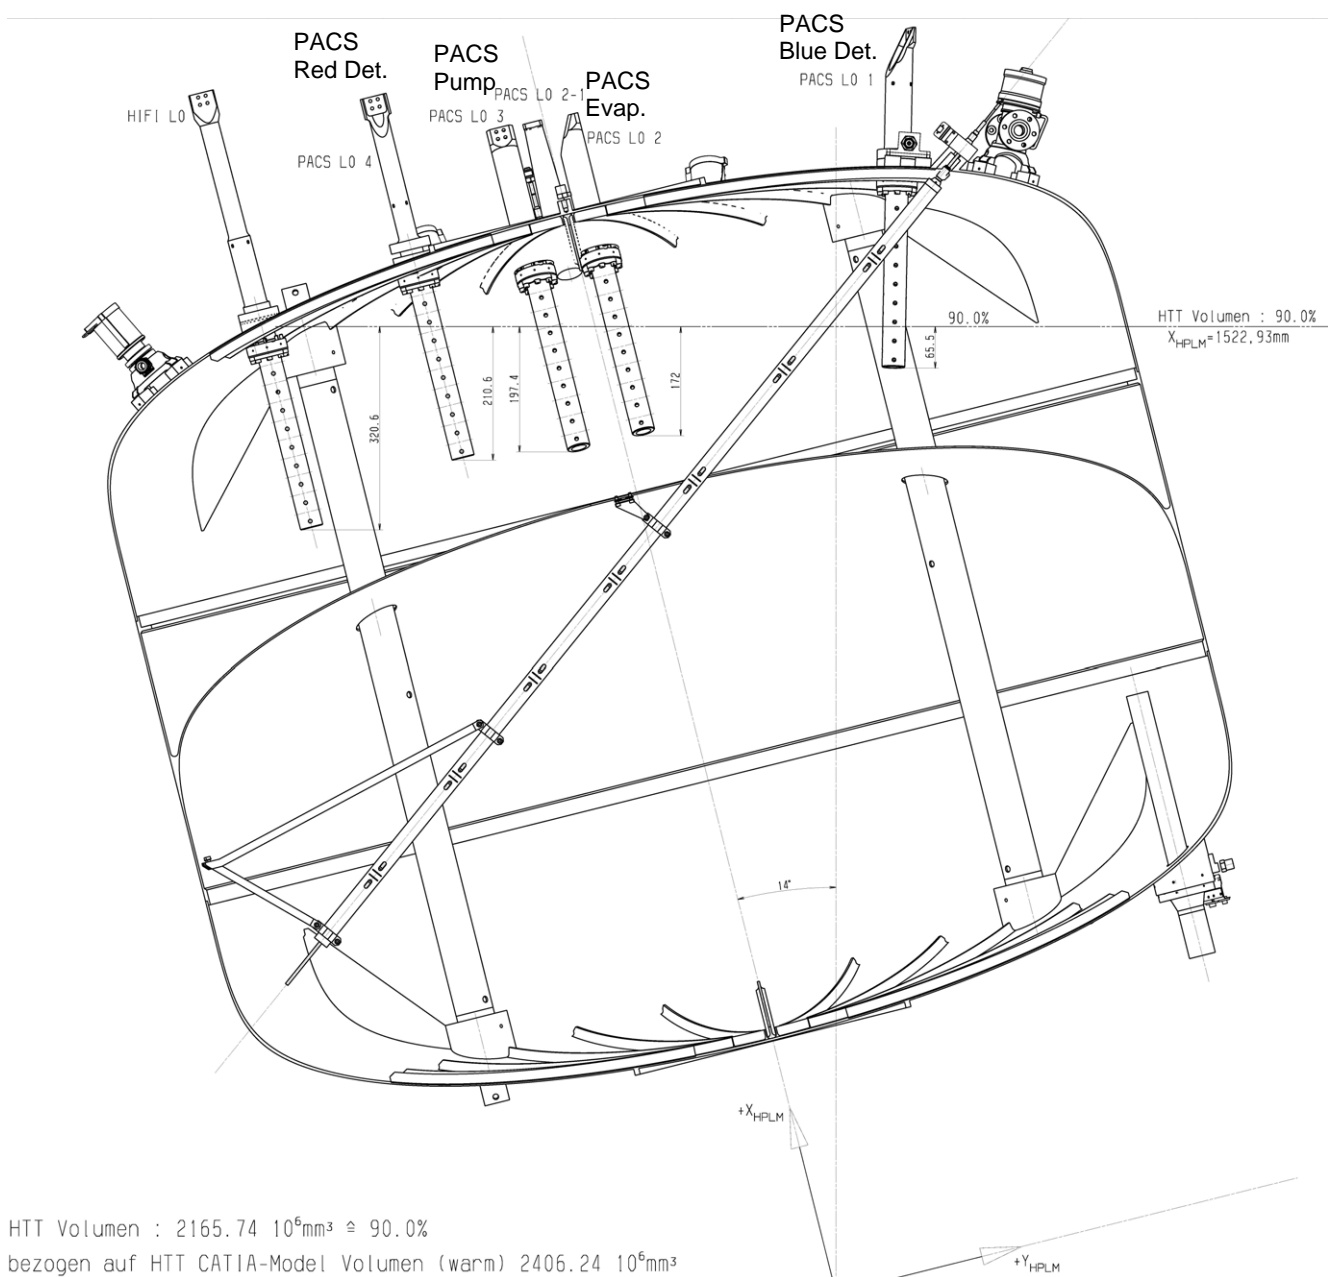 PACS
Blue Det.
PACS
Red Det.
PACS
Pump
PACS
Evap.
PACS LO 1
PACS LO 2-1
HIFI LO
PACS LO 3
PACS LO 2
PACS LO 4
90.0%
HTT Volumen : 90.0%
XHPLM=1522,93mm
65.5
172
197.4
210.6
320.6
14°
+XHPLM
+YHPLM
HTT Volumen : 2165.74 10⁶mm³ ≙ 90.0%
bezogen auf HTT CATIA-Model Volumen (warm) 2406.24 10⁶mm³